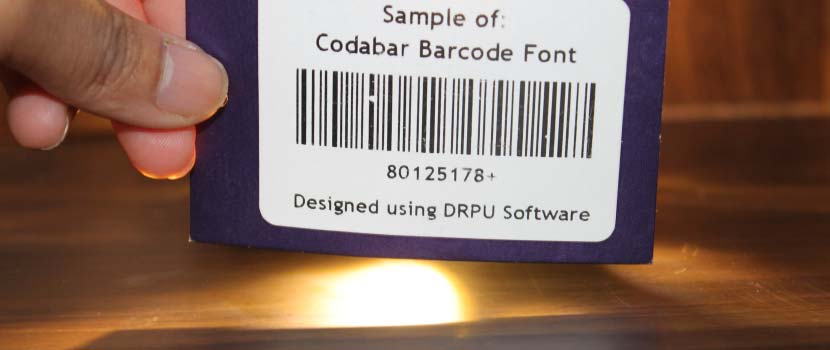 Sample of:
Codabar Barcode Font
80125178+
Designed using DRPU Software